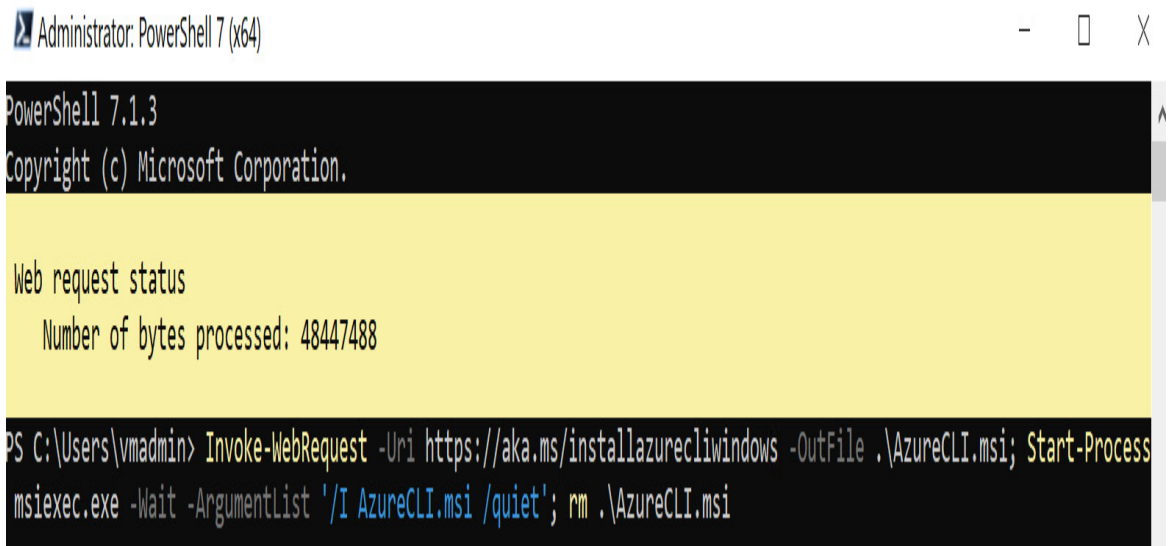 Administrator: PowerShell 7 (x64)
PowerShell 7.1.3
Copyright (c) Microsoft Corporation.
Web request status
Number of bytes processed: 48447488
PS C:\Users\vmadmin> Invoke-WebRequest -Uri https://aka.ms/installazurecliwindows -OutFile .\AzureCLI.msi; Start-Process
msiexec.exe -Wait -ArgumentList '/I AzureCLI.msi /quiet'; rm .\AzureCLI.msi